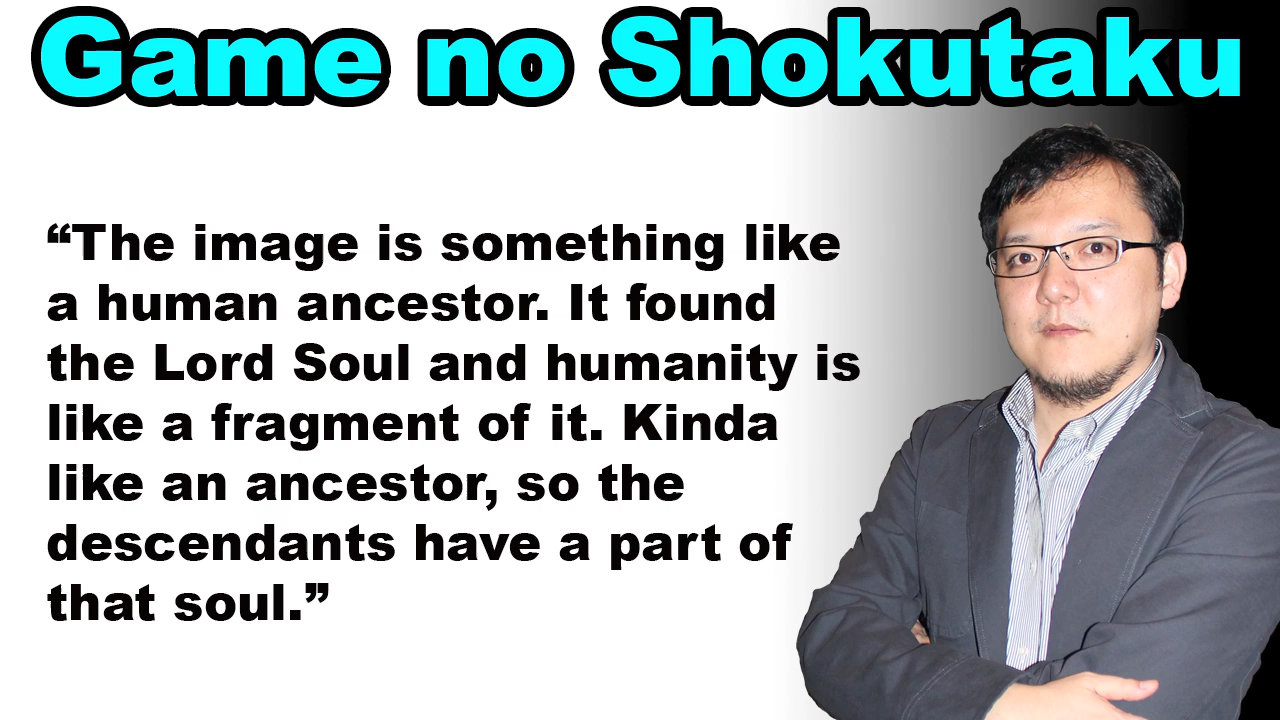 Game no Shokutaku
“The image is something like
a human ancestor. It found
the Lord Soul and humanity is
like a fragment of it. Kinda
like an ancestor, so the
descendants have a part of
that soul.”